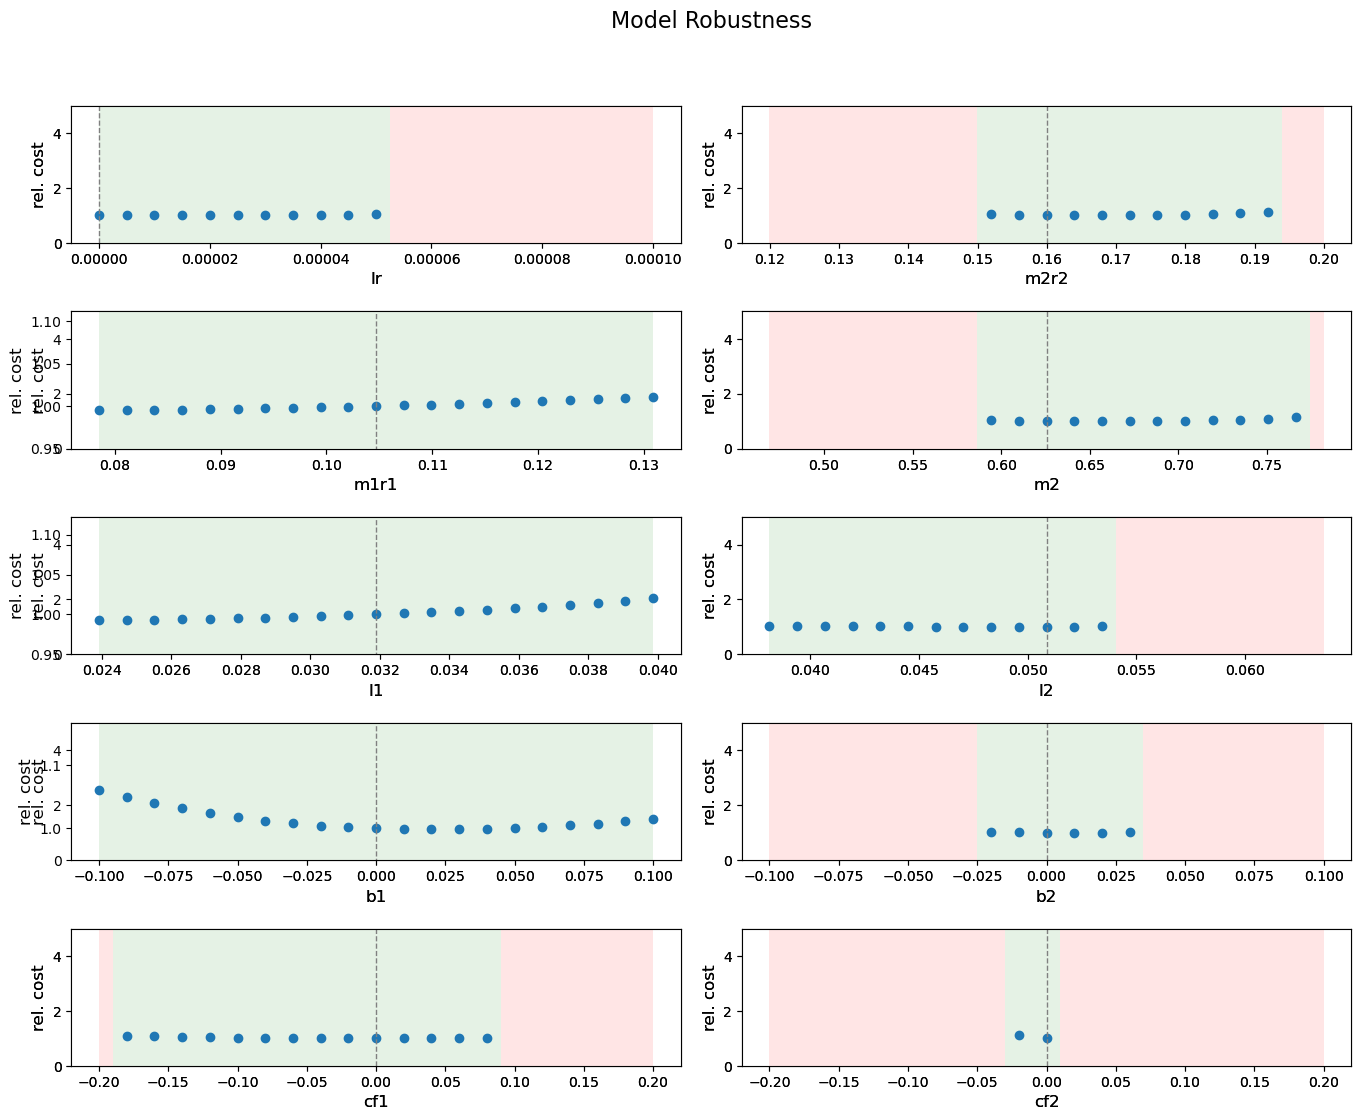 Model Robustness
rel. cost
4
2
0
0.00000 0.00002 0.00004 0.00006 0.00008 0.00010
Ir
rel. cost
4
2
0
0.12 0.13 0.14 0.15 0.16 0.17 0.18 0.19 0.20
m2r2
rel. cost
rel. cost
1.10
4
1.05
2
1.00
0.95
0
0.08 0.09 0.10 0.11 0.12 0.13
m1r1
rel. cost
4
2
0
0.50 0.55 0.60 0.65 0.70 0.75
m2
rel. cost
rel. cost
1.10
4
1.05
2
1.00
0.95
0
0.024 0.026 0.028 0.030 0.032 0.034 0.036 0.038 0.040
I1
rel. cost
4
2
0
0.040 0.045 0.050 0.055 0.060
I2
rel. cost
rel. cost
4
1.1
2
1.0
0
−0.100 −0.075 −0.050 −0.025 0.000 0.025 0.050 0.075 0.100
b1
rel. cost
4
2
0
−0.100 −0.075 −0.050 −0.025 0.000 0.025 0.050 0.075 0.100
b2
rel. cost
4
2
0
−0.20 −0.15 −0.10 −0.05 0.00 0.05 0.10 0.15 0.20
cf1
rel. cost
4
2
0
−0.20 −0.15 −0.10 −0.05 0.00 0.05 0.10 0.15 0.20
cf2